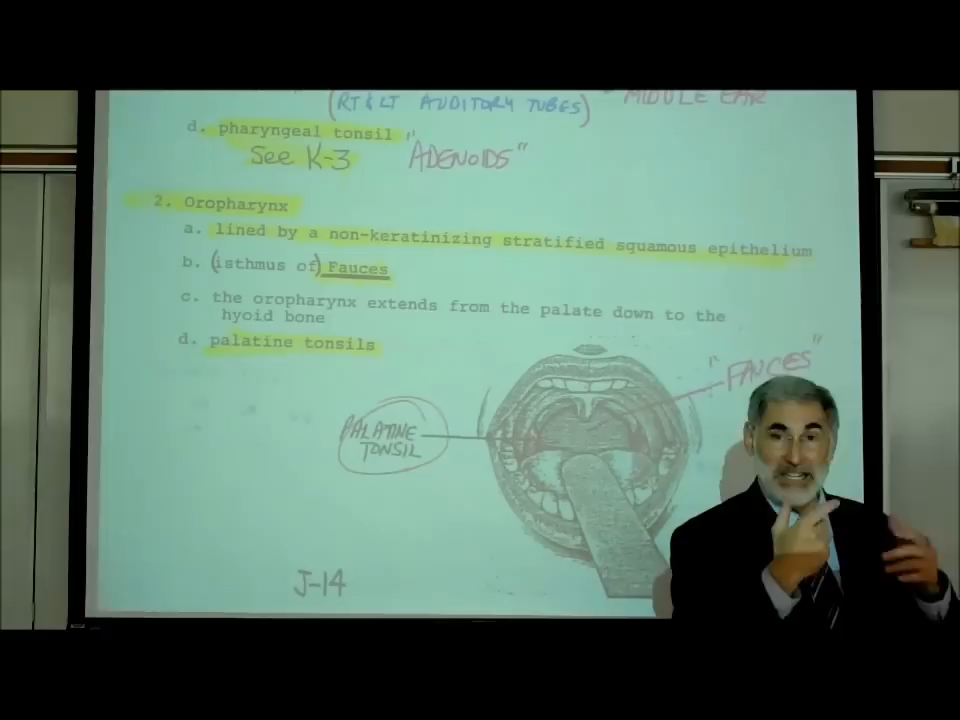 (RT & LT AUDITORY TUBES) MIDDLE EAR
d. pharyngeal tonsil
See K-3 "ADENOIDS"
2. Oropharynx
a. lined by a non-keratinizing stratified squamous epithelium
b. (isthmus of) Fauces
c. the oropharynx extends from the palate down to the
hyoid bone
d. palatine tonsils
"FAUCES"
PALATINE
TONSIL
J-14